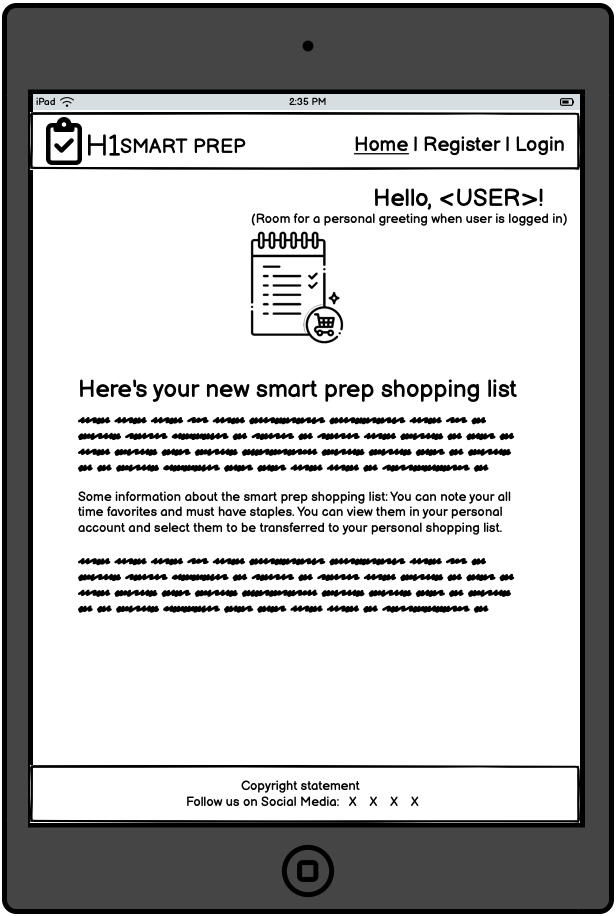 iPad 2:35 PM
H1SMART PREP
Home | Register | Login
Hello, <USER>!
(Room for a personal greeting when user is logged in)
Here's your new smart prep shopping list
Some information about the smart prep shopping list: You can note your all
time favorites and must have staples. You can view them in your personal
account and select them to be transferred to your personal shopping list.
Copyright statement
Follow us on Social Media: X X X X